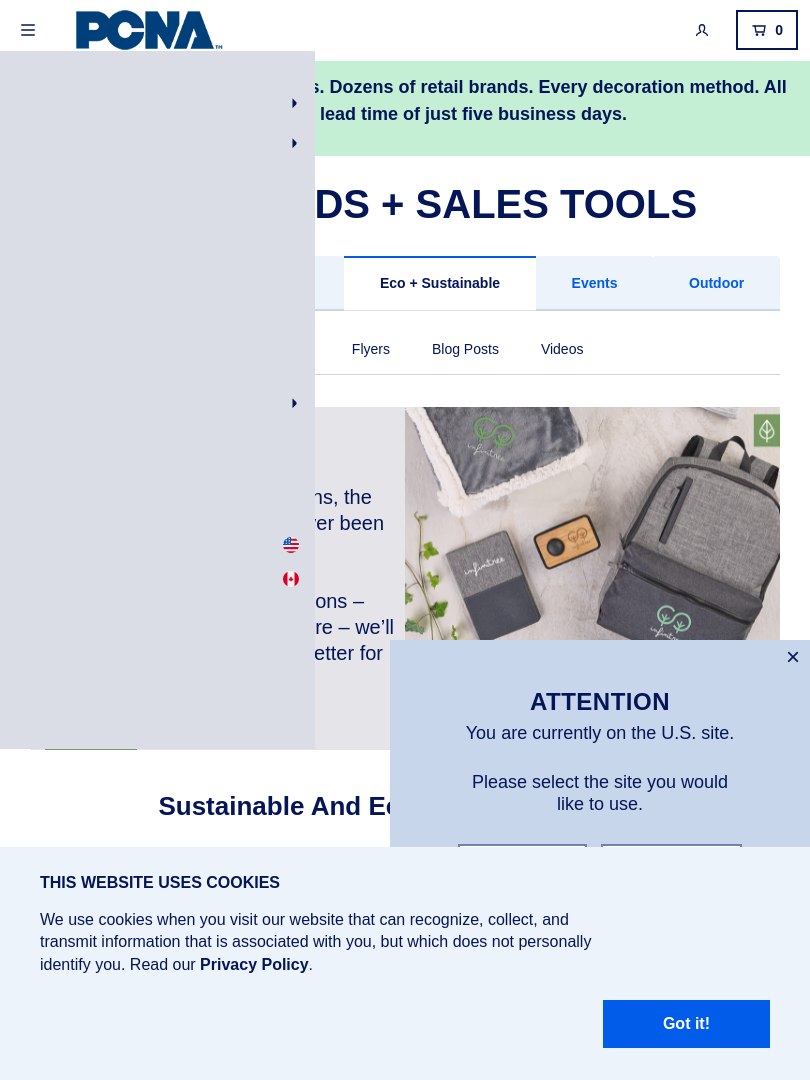 PCNA™
0
s. Dozens of retail brands. Every decoration method. All
lead time of just five business days.
DS + SALES TOOLS
Eco + Sustainable
Events
Outdoor
Flyers
Blog Posts
Videos
ns, the
ver been
ons –
re – we’ll
etter for
infinitree
infinitree
infinitree
ATTENTION
You are currently on the U.S. site.
Please select the site you would
like to use.
Sustainable And Ec
THIS WEBSITE USES COOKIES
We use cookies when you visit our website that can recognize, collect, and
transmit information that is associated with you, but which does not personally
identify you. Read our Privacy Policy.
Got it!